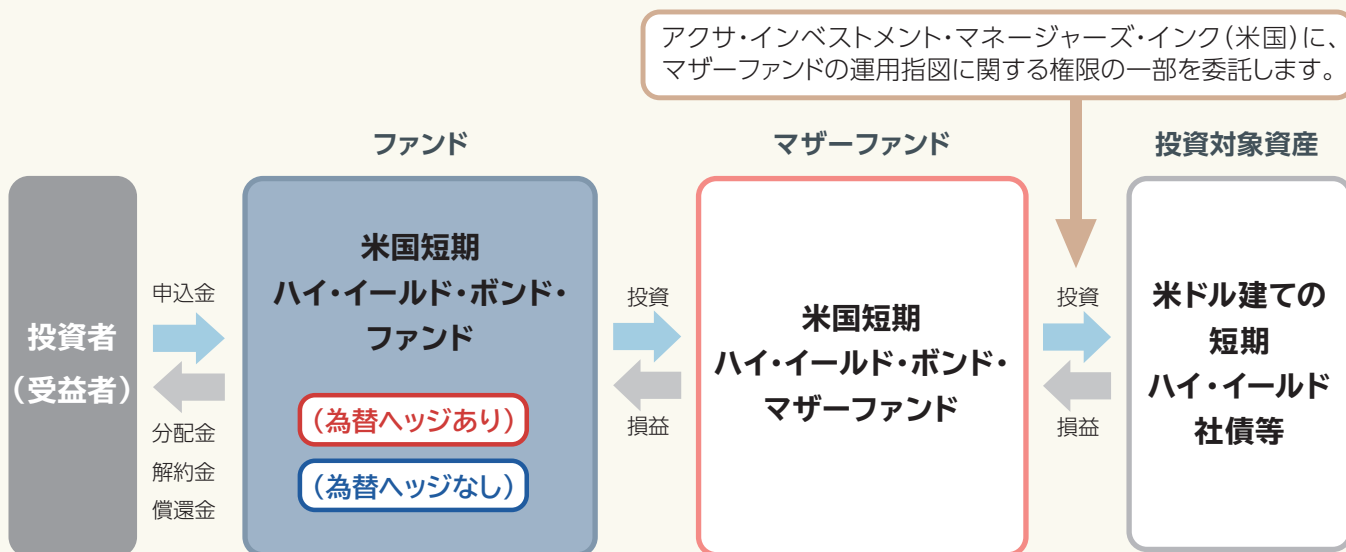 アクサ・インベストメント・マネージャーズ・インク(米国)に、
マザーファンドの運用指図に関する権限の一部を委託します。
ファンド
マザーファンド
投資対象資産
投資者
(受益者)
申込金
分配金
解約金
償還金
米国短期
ハイ・イールド・ボンド・
ファンド
(為替ヘッジあり)
(為替ヘッジなし)
投資
損益
米国短期
ハイ・イールド・ボンド・
マザーファンド
投資
損益
米ドル建ての
短期
ハイ・イールド
社債等